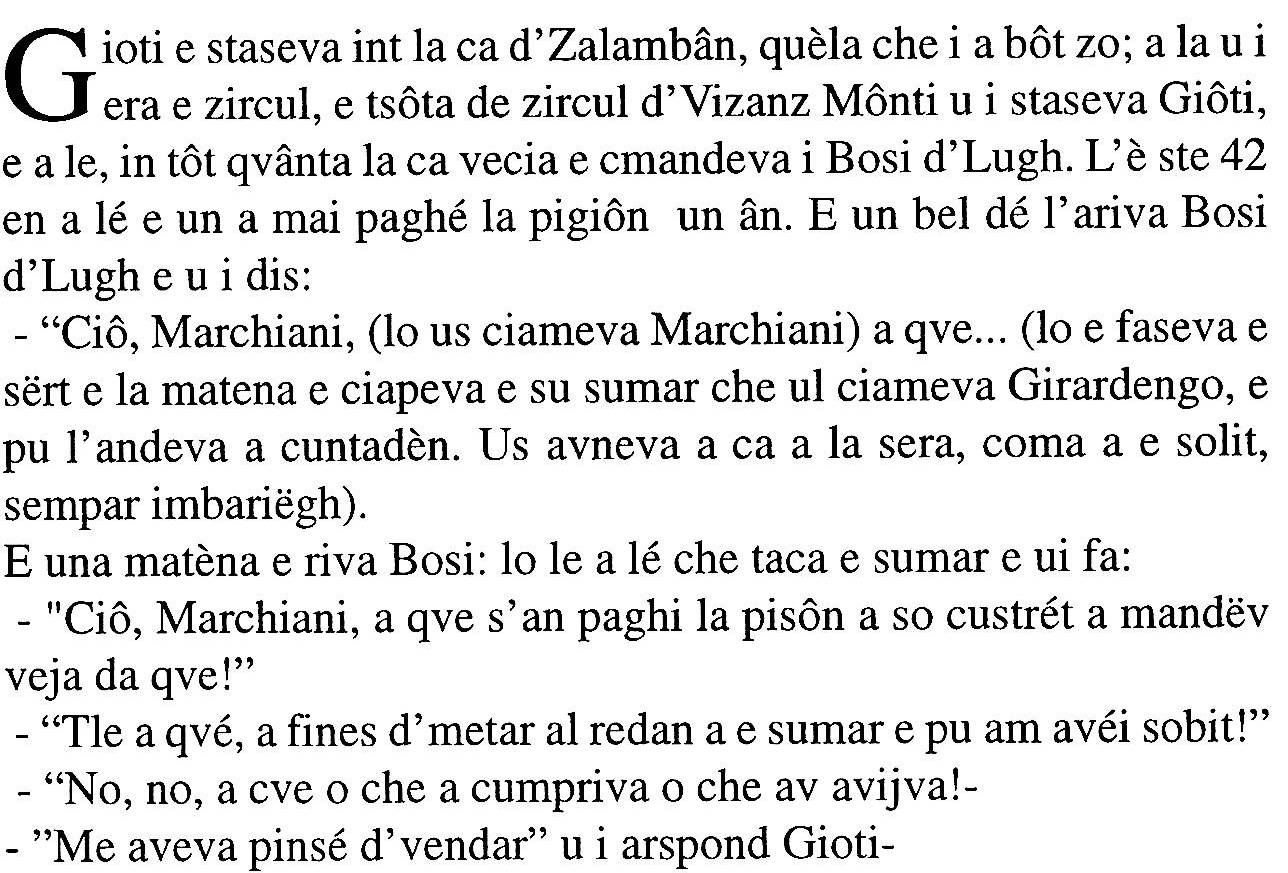 Gioti e staseva int la ca d’Zalambân, quèla che i a bôt zo; a la u i
era e zircul, e tsôta de zircul d’Vizanz Mônti u i staseva Giôti,
e a le, in tôt qvânta la ca vecia e cmandeva i Bosi d’Lugh. L’è ste 42
en a lé e un a mai paghé la pigiôn un ân. E un bel dé l’ariva Bosi
d’Lugh e u i dis:
- “Ciô, Marchiani, (lo us ciameva Marchiani) a qve... (lo e faseva e
sërt e la matena e ciapeva e su sumar che ul ciameva Girardengo, e
pu l’andeva a cuntadèn. Us avneva a ca a la sera, coma a e solit,
sempar imbariëgh).
E una matèna e riva Bosi: lo le a lé che taca e sumar e ui fa:
- "Ciô, Marchiani, a qve s’an paghi la pisôn a so custrét a mandëv
veja da qve!”
- “Tle a qvé, a fines d’metar al redan a e sumar e pu am avéi sobit!”
- “No, no, a cve o che a cumpriva o che av avijva!-
- ”Me aveva pinsé d’vendar” u i arspond Gioti-